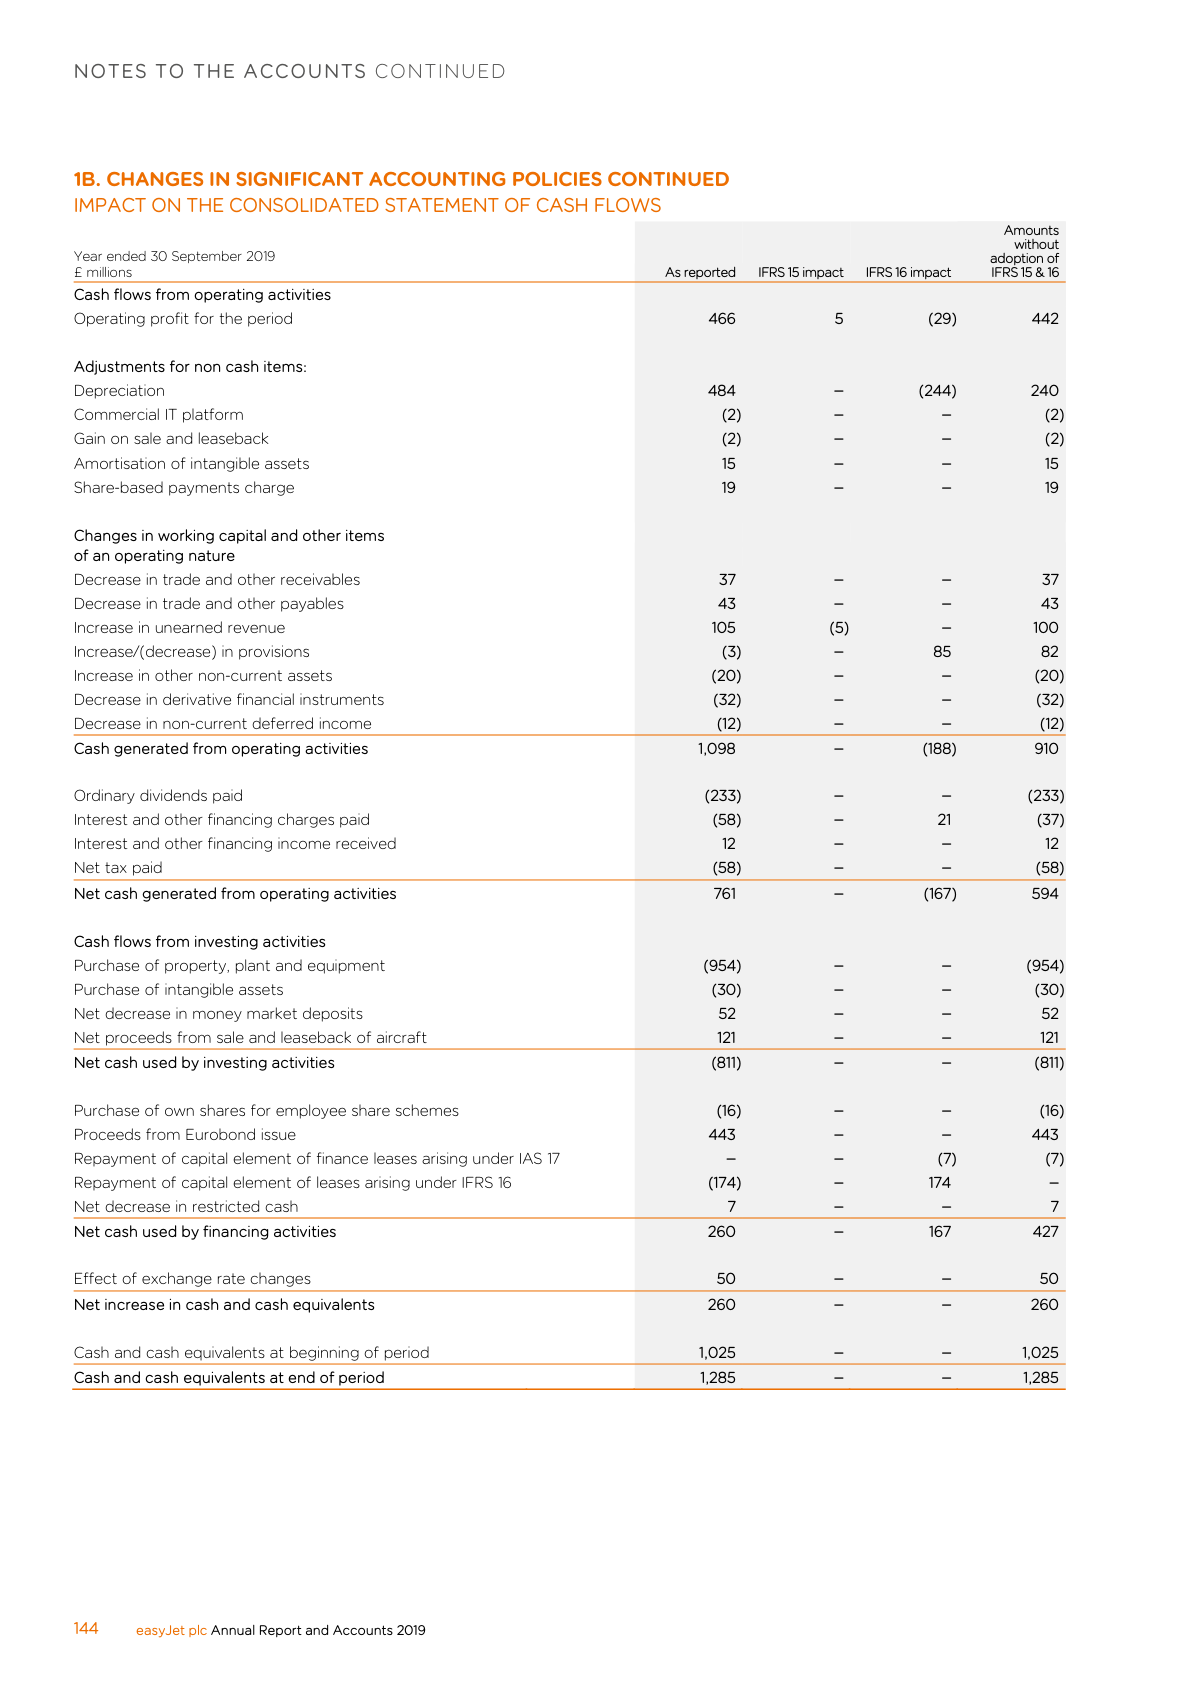 NOTES TO THE ACCOUNTS CONTINUED
1B. CHANGES IN SIGNIFICANT ACCOUNTING POLICIES CONTINUED
IMPACT ON THE CONSOLIDATED STATEMENT OF CASH FLOWS
Year ended 30 September 2019
£ millions As reported IFRS 15 impact IFRS 16 impact Amounts without adoption of IFRS 15 & 16
Cash flows from operating activities
Operating profit for the period 466 5 (29) 442
Adjustments for non cash items:
Depreciation 484 – (244) 240
Commercial IT platform (2) – – (2)
Gain on sale and leaseback (2) – – (2)
Amortisation of intangible assets 15 – – 15
Share-based payments charge 19 – – 19
Changes in working capital and other items
of an operating nature
Decrease in trade and other receivables 37 – – 37
Decrease in trade and other payables 43 – – 43
Increase in unearned revenue 105 (5) – 100
Increase/(decrease) in provisions (3) – 85 82
Increase in other non-current assets (20) – – (20)
Decrease in derivative financial instruments (32) – – (32)
Decrease in non-current deferred income (12) – – (12)
Cash generated from operating activities 1,098 – (188) 910
Ordinary dividends paid (233) – – (233)
Interest and other financing charges paid (58) – 21 (37)
Interest and other financing income received 12 – – 12
Net tax paid (58) – – (58)
Net cash generated from operating activities 761 – (167) 594
Cash flows from investing activities
Purchase of property, plant and equipment (954) – – (954)
Purchase of intangible assets (30) – – (30)
Net decrease in money market deposits 52 – – 52
Net proceeds from sale and leaseback of aircraft 121 – – 121
Net cash used by investing activities (811) – – (811)
Purchase of own shares for employee share schemes (16) – – (16)
Proceeds from Eurobond issue 443 – – 443
Repayment of capital element of finance leases arising under IAS 17 – – (7) (7)
Repayment of capital element of leases arising under IFRS 16 (174) – 174 –
Net decrease in restricted cash 7 – – 7
Net cash used by financing activities 260 – 167 427
Effect of exchange rate changes 50 – – 50
Net increase in cash and cash equivalents 260 – – 260
Cash and cash equivalents at beginning of period 1,025 – – 1,025
Cash and cash equivalents at end of period 1,285 – – 1,285
144 easyJet plc Annual Report and Accounts 2019